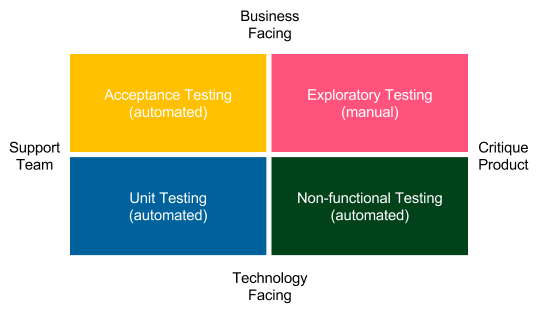 Business
Facing
Acceptance Testing
(automated)
Exploratory Testing
(manual)
Support
Team
Critique
Product
Unit Testing
(automated)
Non-functional Testing
(automated)
Technology
Facing